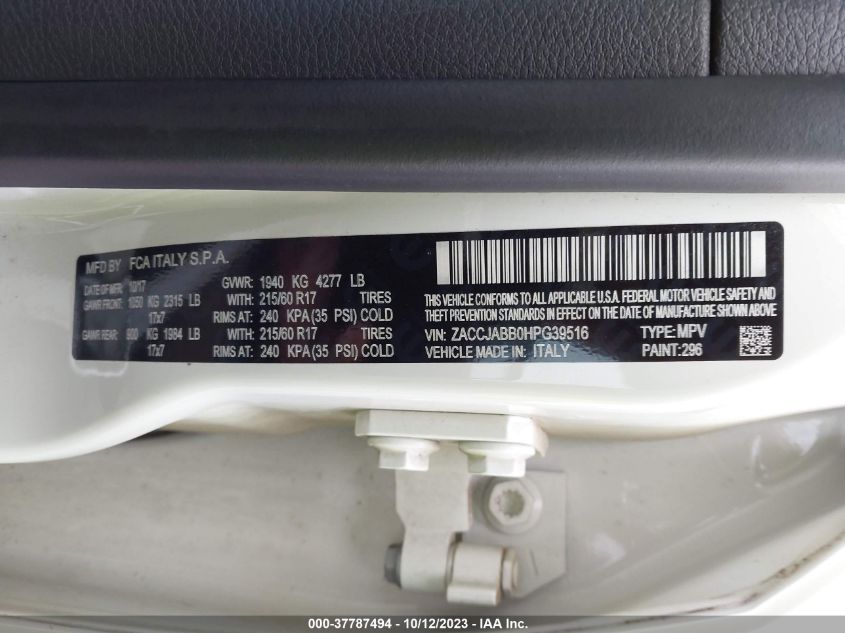 MFD BY FCA ITALY S.P.A.
DATE OF MFR: 10/17 GVWR: 1940 KG 4277 LB
GAWR FRONT: 1050 KG 2315 LB WITH: 215/60 R17 TIRES
17x7 RIMS AT: 240 KPA (35 PSI) COLD
GAWR REAR: 900 KG 1984 LB WITH: 215/60 R17 TIRES
17x7 RIMS AT: 240 KPA (35 PSI) COLD
THIS VEHICLE CONFORMS TO ALL APPLICABLE U.S.A. FEDERAL MOTOR VEHICLE SAFETY AND
THEFT PREVENTION STANDARDS IN EFFECT ON THE DATE OF MANUFACTURE SHOWN ABOVE
VIN: ZACCJABB0HPG39516 TYPE: MPV
VEHICLE MADE IN: ITALY PAINT: 296
000-37787494 - 10/12/2023 - IAA Inc.